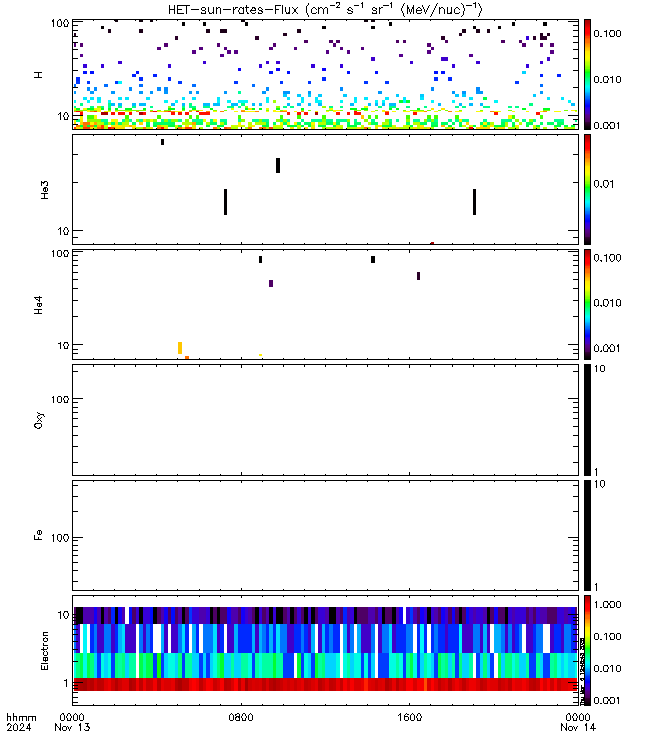 HET-sun-rates-Flux (cm⁻² s⁻¹ sr⁻¹ (MeV/nuc)⁻¹)
100
H
10
0.100
0.010
0.001
He3
10
0.01
100
He4
10
0.100
0.010
0.001
Oxy
100
10
1
Fe
100
10
1
10
Electron
1
1.000
0.100
0.010
0.001
hhmm
2024
0000
Nov 13
0800
1600
0000
Nov 14